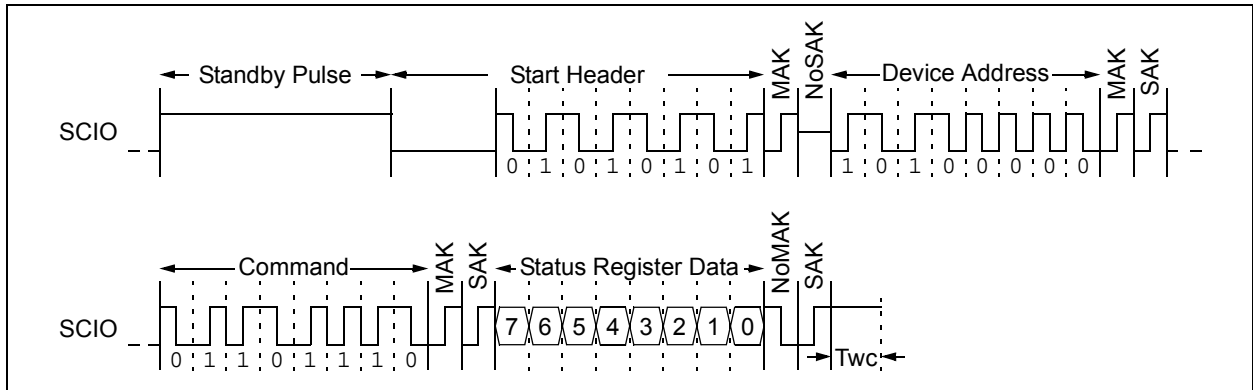 Standby Pulse
Start Header
MAK
NoSAK
Device Address
MAK
SAK
SCIO
0 1 0 1 0 1 0 1
1 0 1 0 0 0 0 0
Command
MAK
SAK
Status Register Data
NoMAK
SAK
SCIO
7 6 5 4 3 2 1 0
Twc
0 1 1 0 1 1 1 0